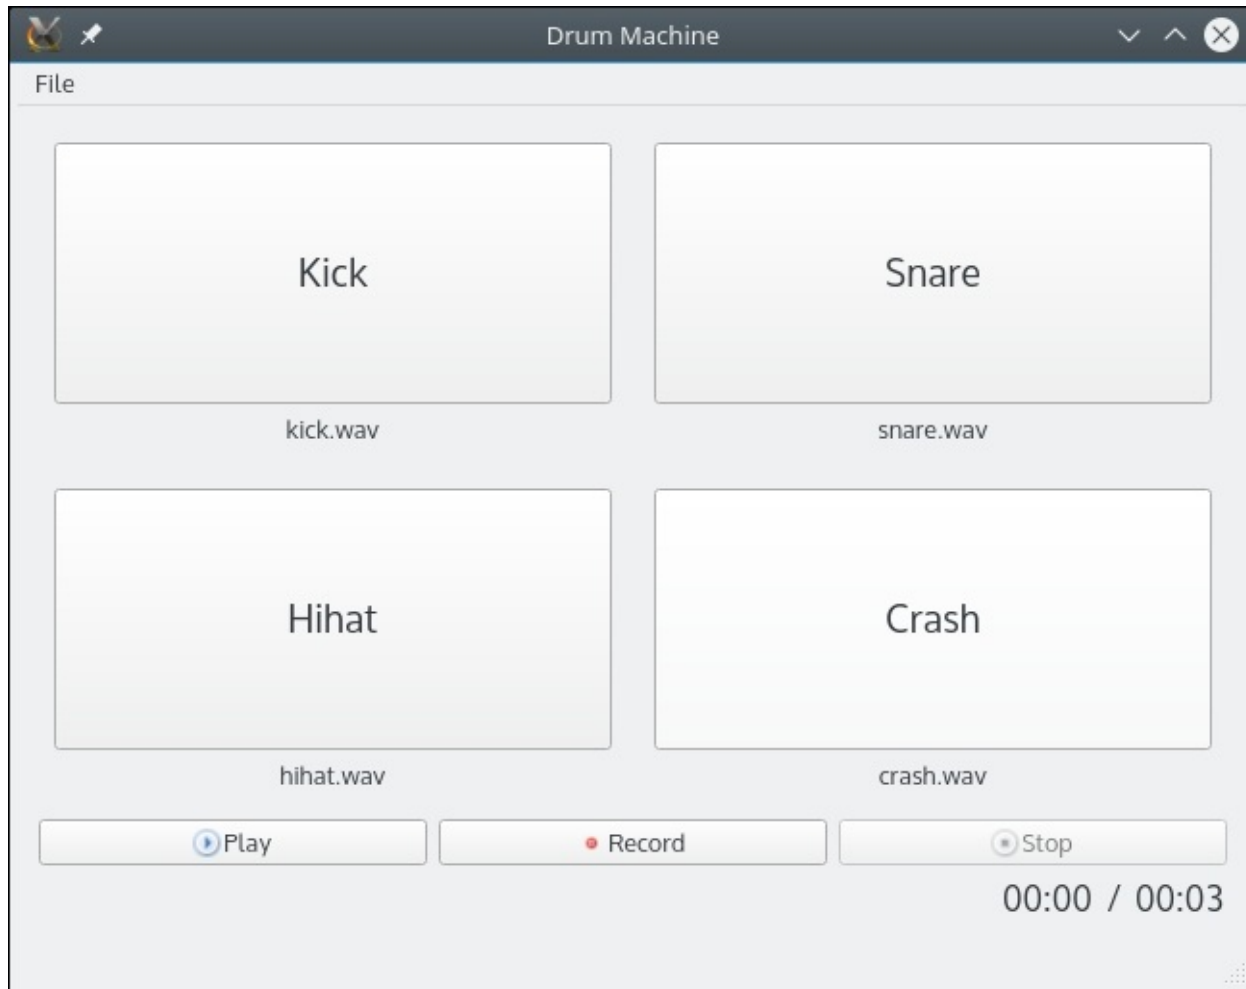 Drum Machine
File
Kick
Snare
kick.wav
snare.wav
Hihat
Crash
hihat.wav
crash.wav
Play
Record
Stop
00:00 / 00:03